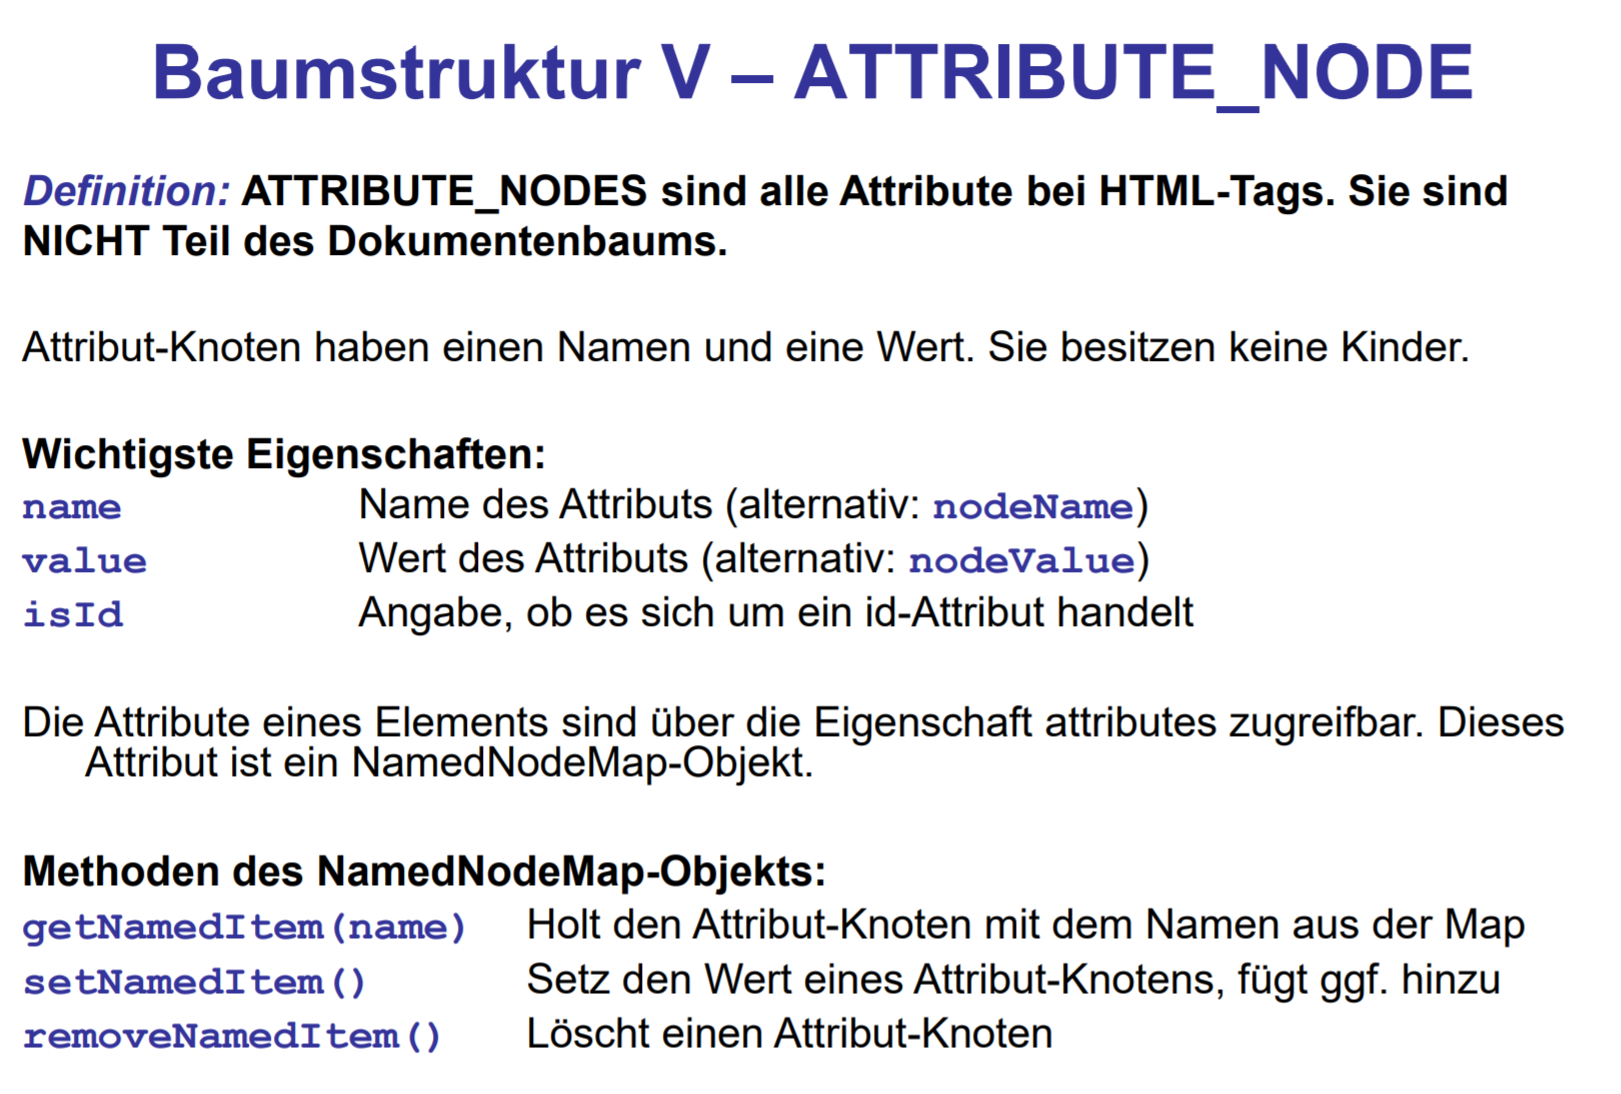 Baumstruktur V – ATTRIBUTE_NODE
Definition: ATTRIBUTE_NODES sind alle Attribute bei HTML-Tags. Sie sind
NICHT Teil des Dokumentenbaums.
Attribut-Knoten haben einen Namen und eine Wert. Sie besitzen keine Kinder.
Wichtigste Eigenschaften:
name Name des Attributs (alternativ: nodeName)
value Wert des Attributs (alternativ: nodeValue)
isId Angabe, ob es sich um ein id-Attribut handelt
Die Attribute eines Elements sind über die Eigenschaft attributes zugreifbar. Dieses
Attribut ist ein NamedNodeMap-Objekt.
Methoden des NamedNodeMap-Objekts:
getNamedItem(name) Holt den Attribut-Knoten mit dem Namen aus der Map
setNamedItem() Setz den Wert eines Attribut-Knotens, fügt ggf. hinzu
removeNamedItem() Löscht einen Attribut-Knoten